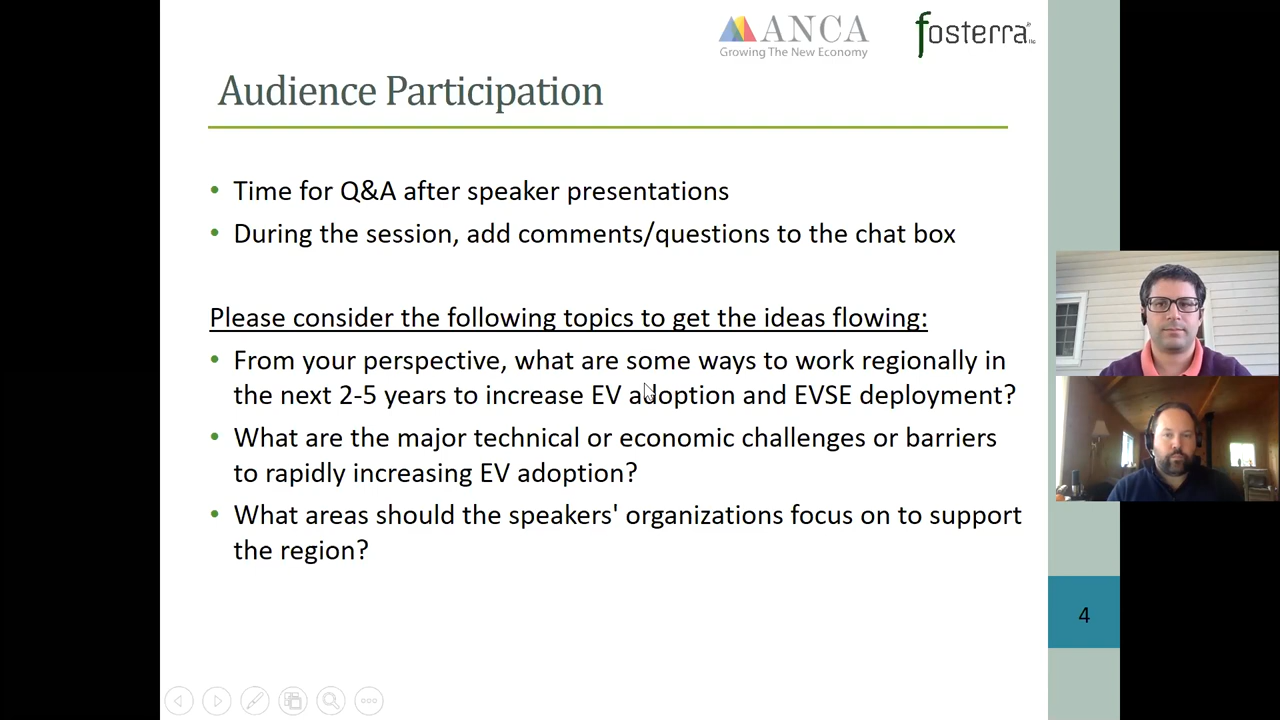 ANCA
Growing The New Economy
fosterra
Audience Participation
• Time for Q&A after speaker presentations
• During the session, add comments/questions to the chat box
Please consider the following topics to get the ideas flowing:
• From your perspective, what are some ways to work regionally in
the next 2-5 years to increase EV adoption and EVSE deployment?
• What are the major technical or economic challenges or barriers
to rapidly increasing EV adoption?
• What areas should the speakers' organizations focus on to support
the region?
4